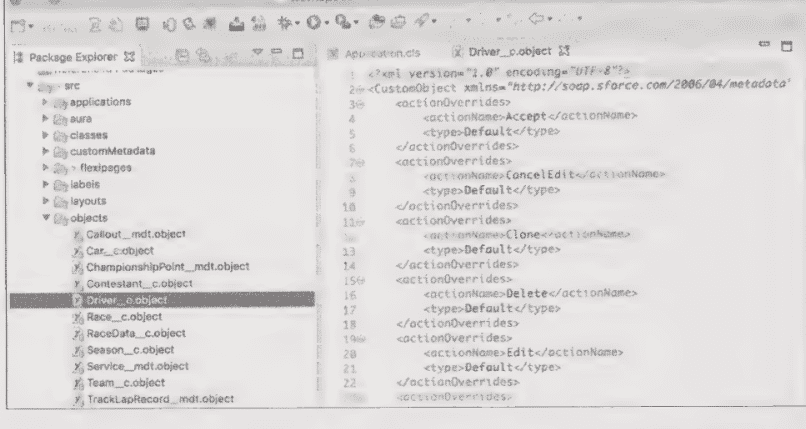 Package Explorer
src
applications
aura
classes
customMetadata
> flexipages
labels
layouts
objects
Callout__mdt.object
Car__c.object
ChampionshipPoint__mdt.object
Contestant__c.object
Driver__c.object
Race__c.object
RaceData__c.object
Season__c.object
Service__mdt.object
Team__c.object
TrackLapRecord__mdt.object
Application.cls
Driver__c.object
1 <?xml version="1.0" encoding="UTF-8"?>
2 <CustomObject xmlns="http://soap.sforce.com/2006/04/metadata"
3 <actionOverrides>
4 <actionName>Accept</actionName>
5 <type>Default</type>
6 </actionOverrides>
7 <actionOverrides>
8 <actionName>CancelEdit</actionName>
9 <type>Default</type>
10 </actionOverrides>
11 <actionOverrides>
<actionName>Clone</actionName>
13 <type>Default</type>
14 </actionOverrides>
15 <actionOverrides>
16 <actionName>Delete</actionName>
17 <type>Default</type>
18 </actionOverrides>
19 <actionOverrides>
20 <actionName>Edit</actionName>
21 <type>Default</type>
22 </actionOverrides>
<actionOverrides>